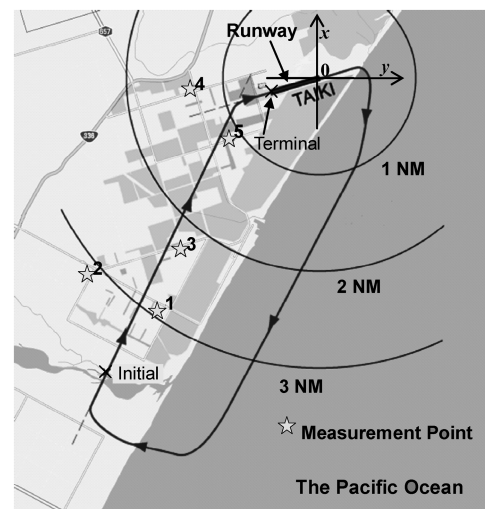 x
Runway
0
y
TAIKI
Terminal
4
5
1 NM
336
3
2
2 NM
1
Initial
3 NM
Measurement Point
The Pacific Ocean